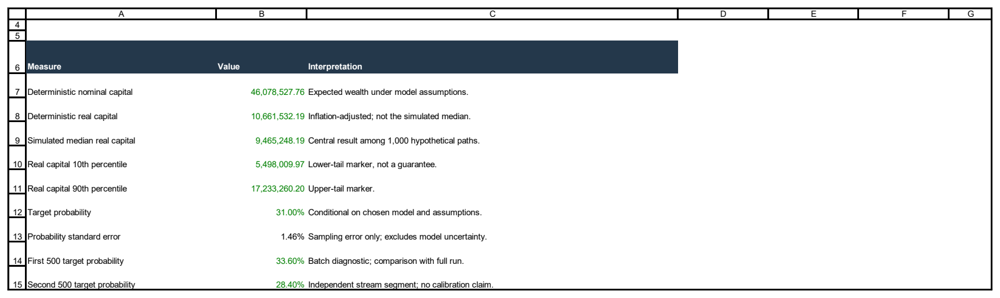 A B C D E F G
4
5
6 Measure Value Interpretation
7 Deterministic nominal capital 46,078,527.76 Expected wealth under model assumptions.
8 Deterministic real capital 10,661,532.19 Inflation-adjusted; not the simulated median.
9 Simulated median real capital 9,465,248.19 Central result among 1,000 hypothetical paths.
10 Real capital 10th percentile 5,498,009.97 Lower-tail marker, not a guarantee.
11 Real capital 90th percentile 17,233,260.20 Upper-tail marker.
12 Target probability 31.00% Conditional on chosen model and assumptions.
13 Probability standard error 1.46% Sampling error only; excludes model uncertainty.
14 First 500 target probability 33.60% Batch diagnostic; comparison with full run.
15 Second 500 target probability 28.40% Independent stream segment; no calibration claim.